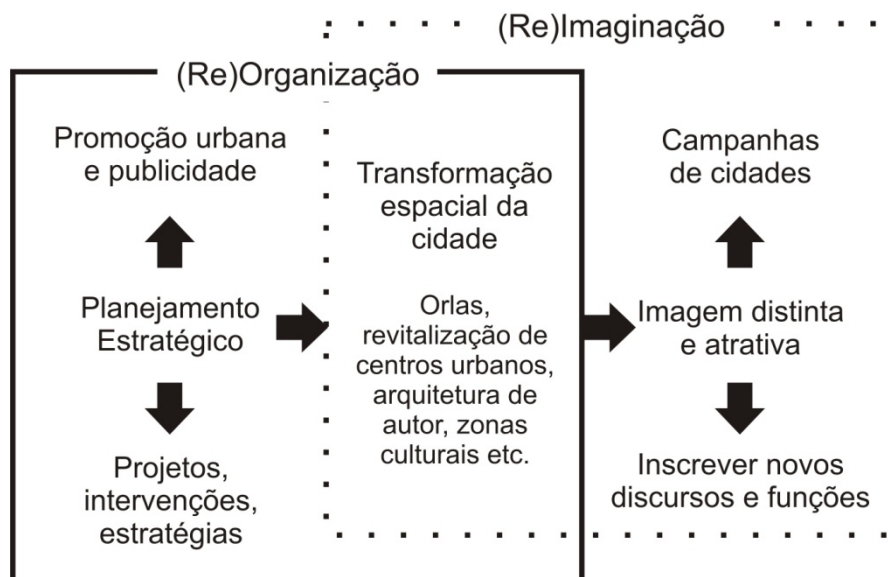 (Re)Imaginação
(Re)Organização
Promoção urbana
e publicidade
Planejamento
Estratégico
Projetos,
intervenções,
estratégias
Transformação
espacial da
cidade
Orlas,
revitalização de
centros urbanos,
arquitetura de
autor, zonas
culturais etc.
Campanhas
de cidades
Imagem distinta
e atrativa
Inscrever novos
discursos e funções